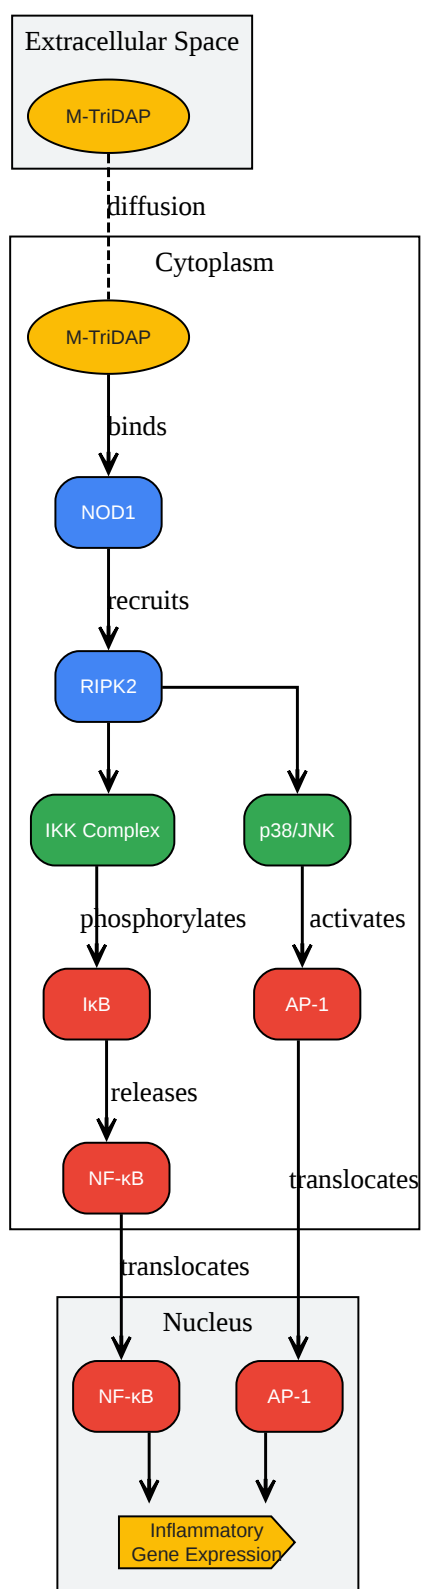 Extracellular Space
M-TriDAP
diffusion
Cytoplasm
M-TriDAP
binds
NOD1
recruits
RIPK2
IKK Complex
p38/JNK
phosphorylates
activates
IκB
AP-1
releases
NF-κB
translocates
translocates
Nucleus
NF-κB
AP-1
Inflammatory
Gene Expression